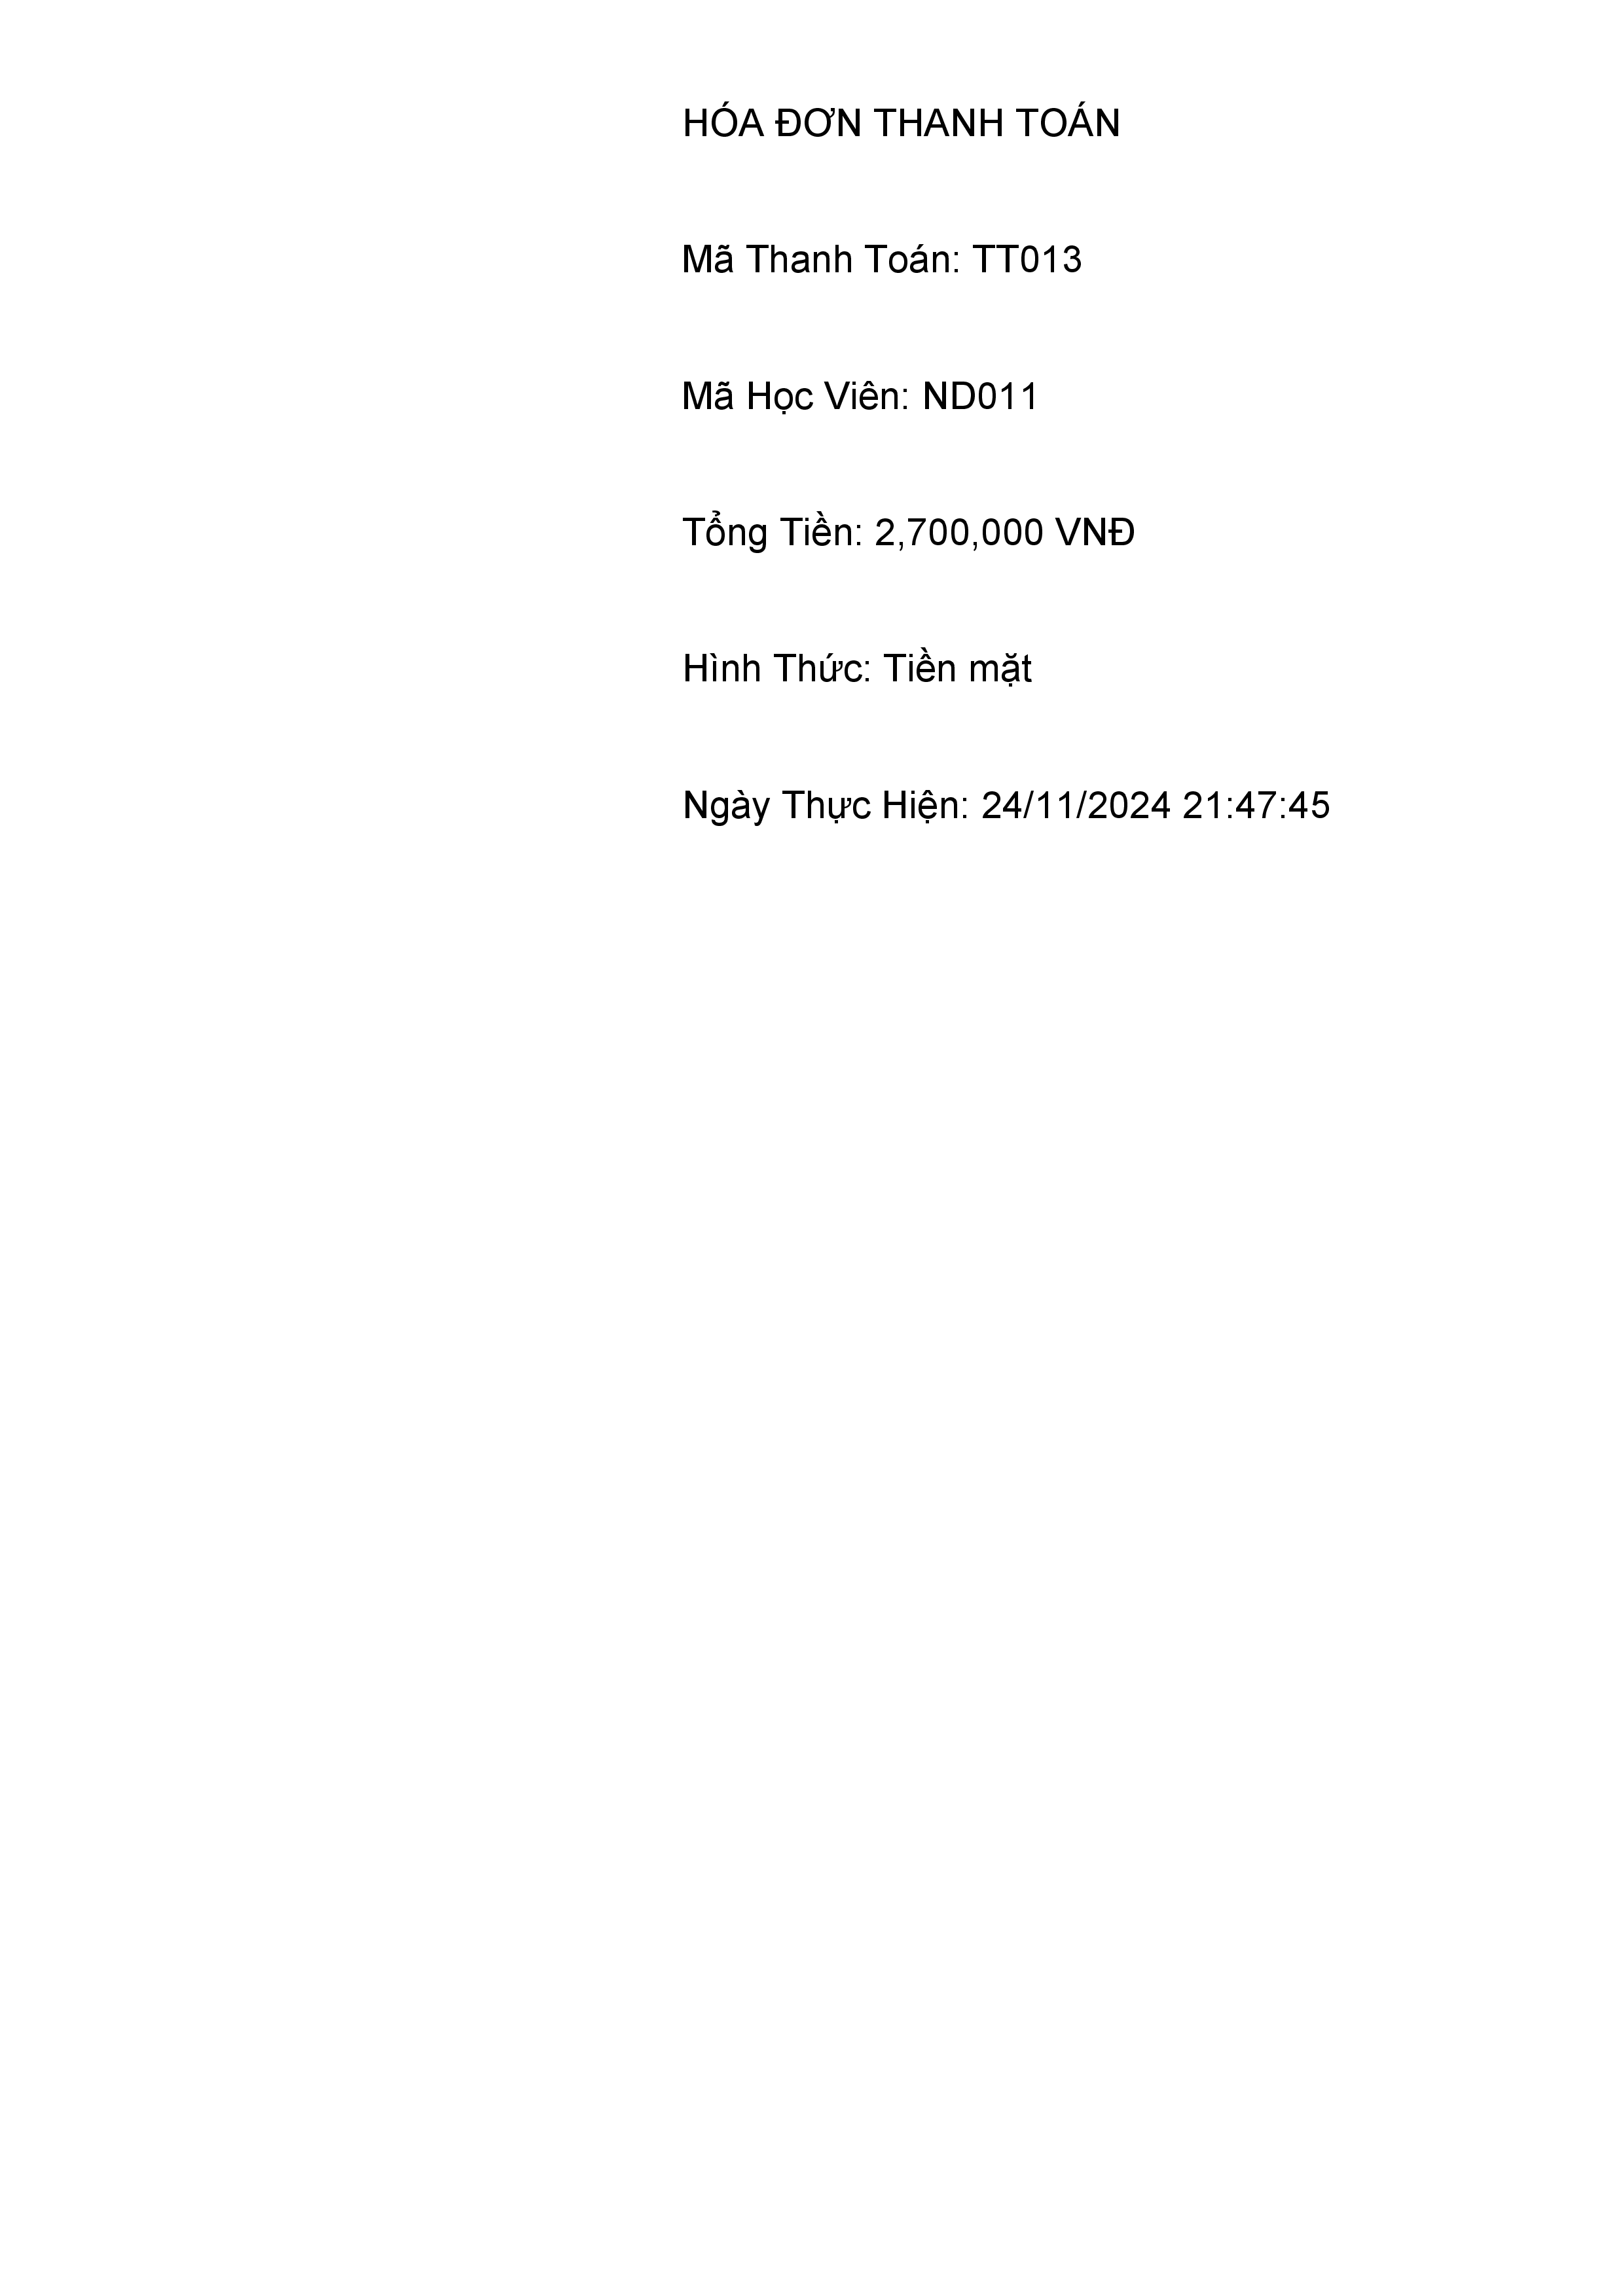 HÓA ĐƠN THANH TOÁN
Mã Thanh Toán: TT013
Mã Học Viên: ND011
Tổng Tiền: 2,700,000 VNĐ
Hình Thức: Tiền mặt
Ngày Thực Hiện: 24/11/2024 21:47:45